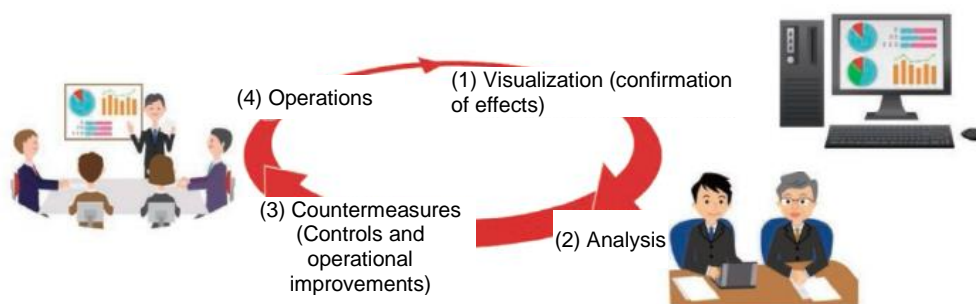 (1) Visualization (confirmation
of effects)
(2) Analysis
(3) Countermeasures
(Controls and
operational
improvements)
(4) Operations